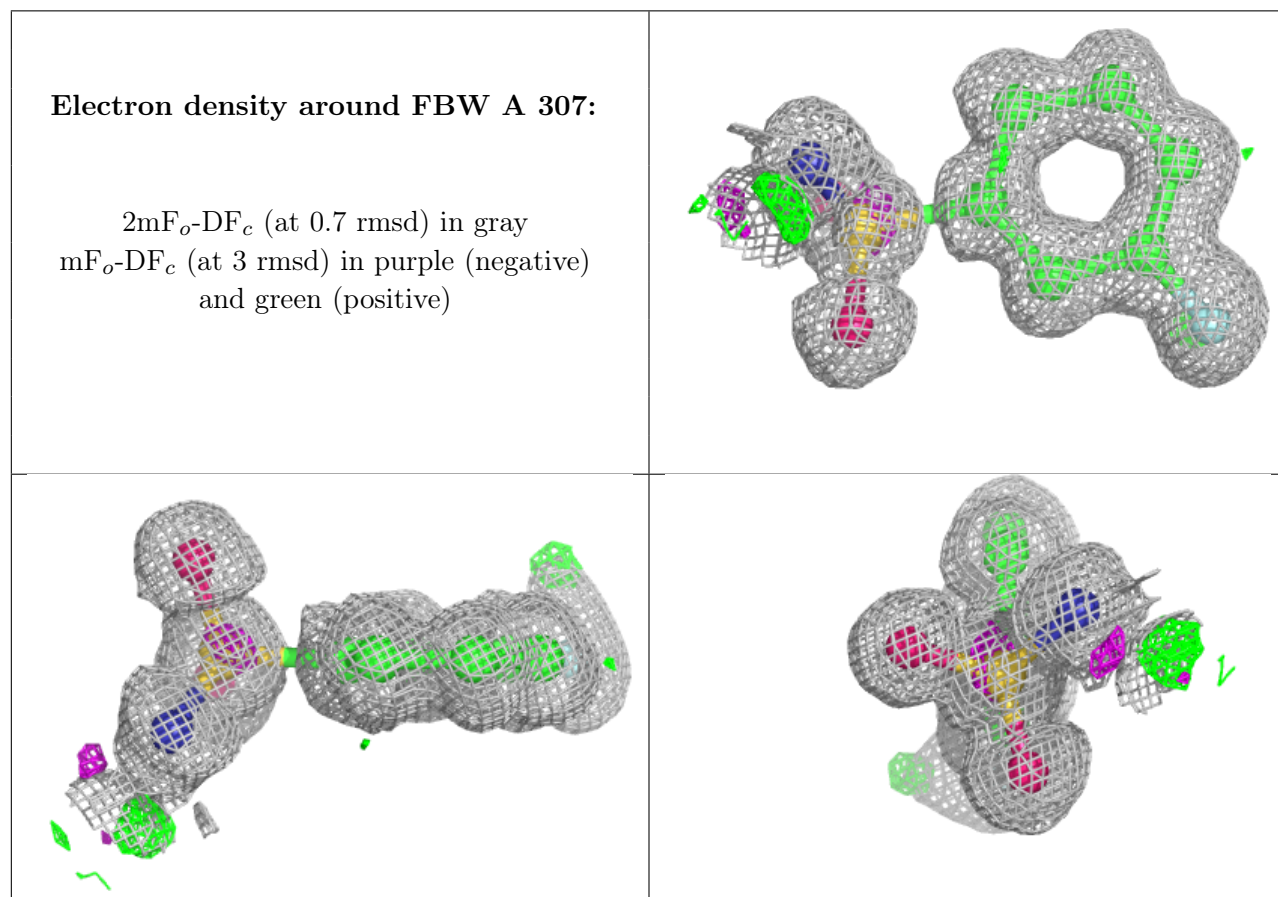 Electron density around FBW A 307:
2mFo-DFc (at 0.7 rmsd) in gray
mFo-DFc (at 3 rmsd) in purple (negative)
and green (positive)